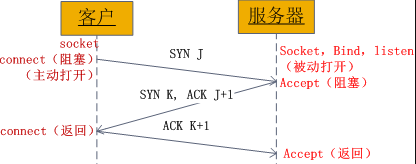 客户
服务器
socket
SYN J
connect（阻塞）
（主动打开）
Socket，Bind，listen
（被动打开）
Accept（阻塞）
SYN K, ACK J+1
connect（返回）
ACK K+1
Accept（返回）